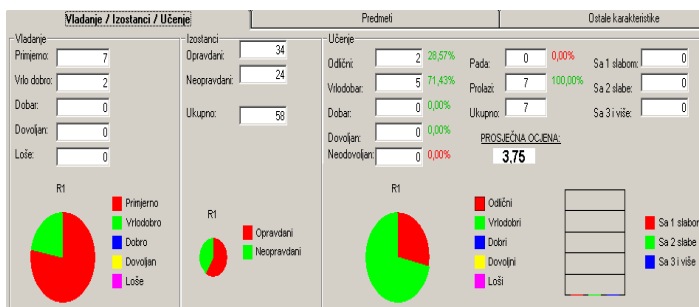 Vladanje / Izostanci / Učenje Predmeti Ostale karakteristike
Vladanje
Primjerno: 7
Vrlo dobro: 2
Dobar: 0
Dovoljan: 0
Loše: 0
R1
Primjerno
Vrlodobro
Dobro
Dovoljan
Loše
Izostanci
Opravdani: 34
Neopravdani: 24
Ukupno: 58
R1
Opravdani
Neopravdani
Učenje
Odlični: 2 28,57%
Vrlodobar: 5 71,43%
Dobar: 0 0,00%
Dovoljan: 0 0,00%
Neodovoljan: 0 0,00%
Pada: 0 0,00%
Prolazi: 7 100,00%
Ukupno: 7
Sa 1 slabom: 0
Sa 2 slabe: 0
Sa 3 i više: 0
PROSJEČNA OCJENA:
3,75
R1
Odlični
Vrlodobri
Dobri
Dovoljni
Loši
Sa 1 slabor
Sa 2 slabe
Sa 3 i više